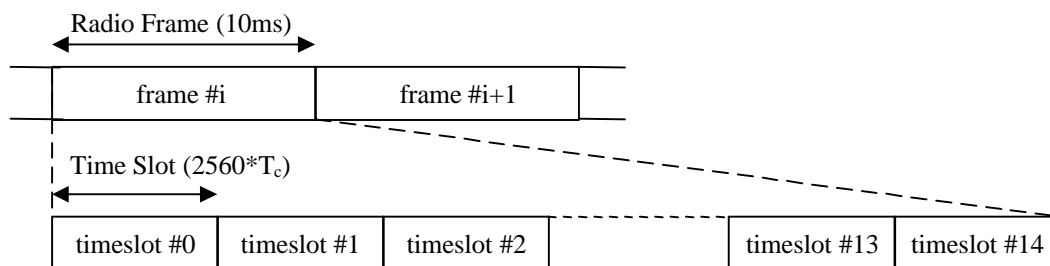 Radio Frame (10ms)
frame #i frame #i+1
Time Slot (2560*Tc)
timeslot #0 timeslot #1 timeslot #2 timeslot #13 timeslot #14